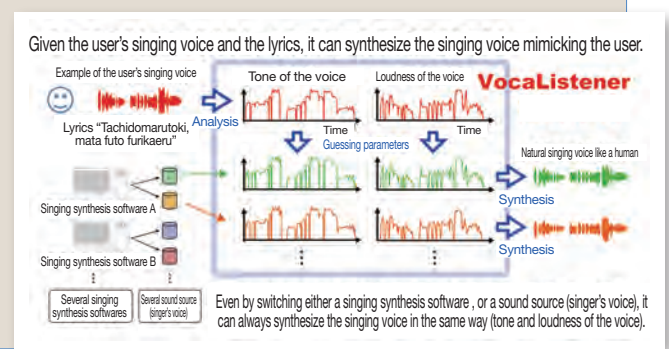 Given the user's singing voice and the lyrics, it can synthesize the singing voice mimicking the user.
Example of the user's singing voice
Tone of the voice
Loudness of the voice
VocaListener
Analysis
Lyrics "Tachidomarutoki,
mata futo furikaeru"
Time
Time
Guessing parameters
Natural singing voice like a human
Synthesis
Singing synthesis software A
Synthesis
Singing synthesis software B
Several singing
synthesis softwares
Several sound source
(singer's voice)
Even by switching either a singing synthesis software , or a sound source (singer's voice), it
can always synthesize the singing voice in the same way (tone and loudness of the voice).